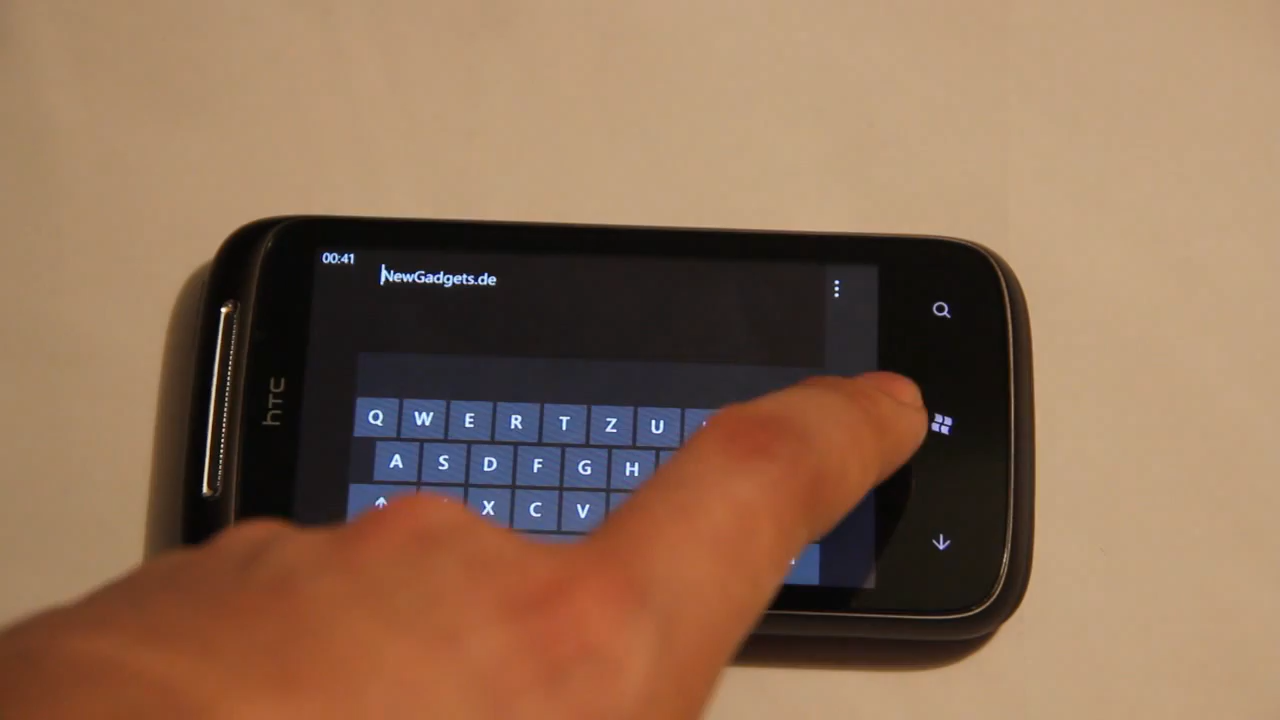 00:41
NewGadgets.de
hTC
Q W E R T Z U
A S D F G H
X C V